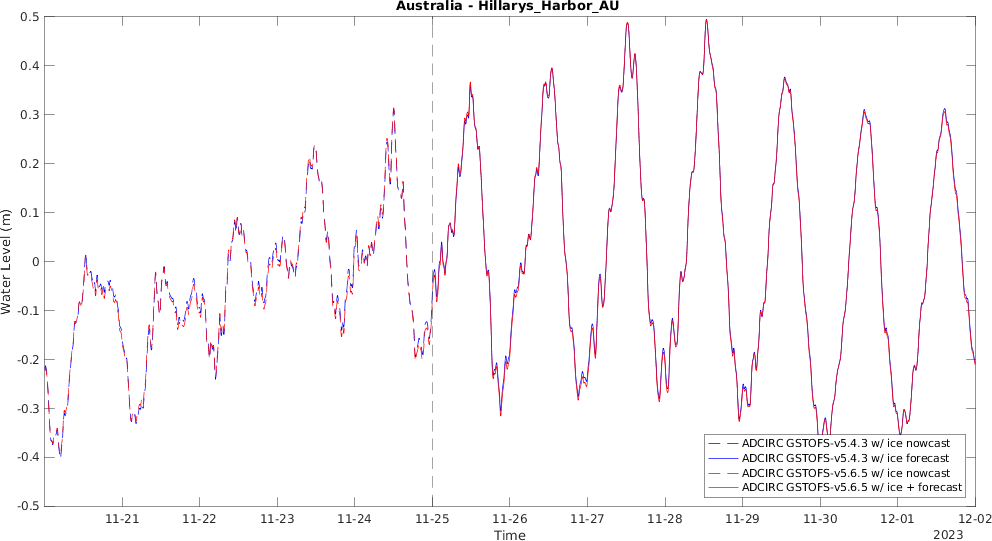 Australia - Hillarys_Harbor_AU
0.5
0.4
0.3
0.2
0.1
0
-0.1
-0.2
-0.3
-0.4
-0.5
Water Level (m)
ADCIRC GSTOFS-v5.4.3 w/ ice nowcast
ADCIRC GSTOFS-v5.4.3 w/ ice forecast
ADCIRC GSTOFS-v5.6.5 w/ ice nowcast
ADCIRC GSTOFS-v5.6.5 w/ ice + forecast
11-21 11-22 11-23 11-24 11-25 11-26 11-27 11-28 11-29 11-30 12-01 12-02
Time
2023